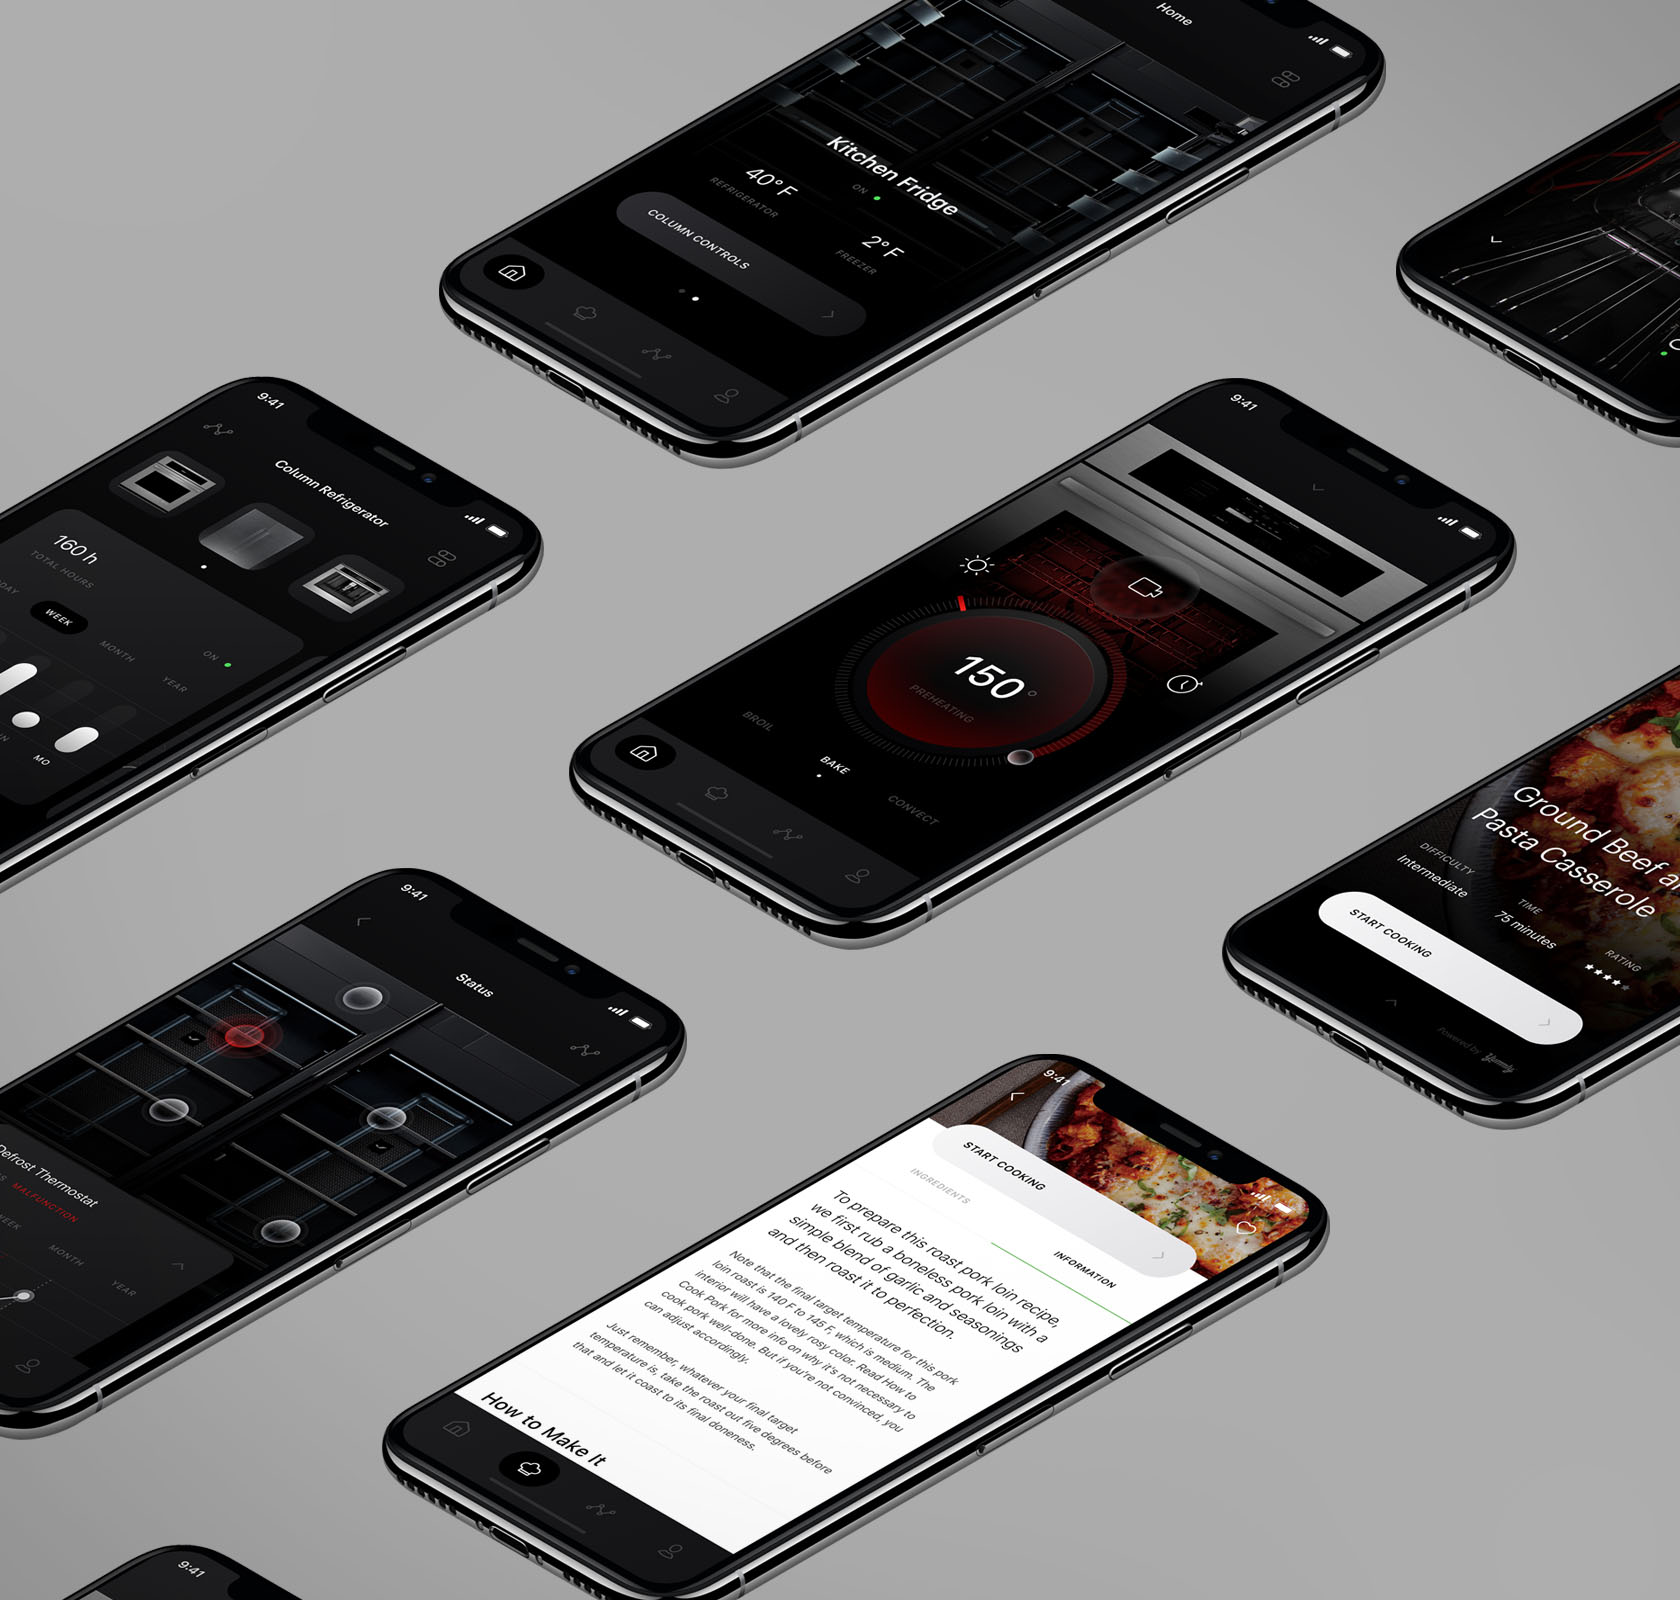 Home
Kitchen Fridge
ON
40°F
REFRIGERATOR
2°F
FREEZER
COLUMN CONTROLS
9:41
Column Refrigerator
160 h
TOTAL HOURS
ON
WEEK
MONTH
YEAR
MO
9:41
150°
PREHEATING
BROIL
BAKE
CONVECT
Ground Beef
Pasta Casserole
DIFFICULTY
Intermediate
TIME
75 minutes
RATING
START COOKING
Powered by Yummly
9:41
Status
Defrost Thermostat
MALFUNCTION
WEEK
MONTH
YEAR
9:41
START COOKING
INGREDIENTS
INFORMATION
To prepare this roast pork loin recipe,
we first rub a boneless pork loin with a
simple blend of garlic and seasonings
and then roast it to perfection.
Note that the final target temperature for this pork
loin roast is 140 F to 145 F, which is medium. The
interior will have a lovely rosy color. Read How to
Cook Pork for more info on why it's not necessary to
cook pork well-done. But if you're not convinced, you
can adjust accordingly.
Just remember, whatever your final target
temperature is, take the roast out five degrees before
that and let it coast to its final doneness.
How to Make It
9:41